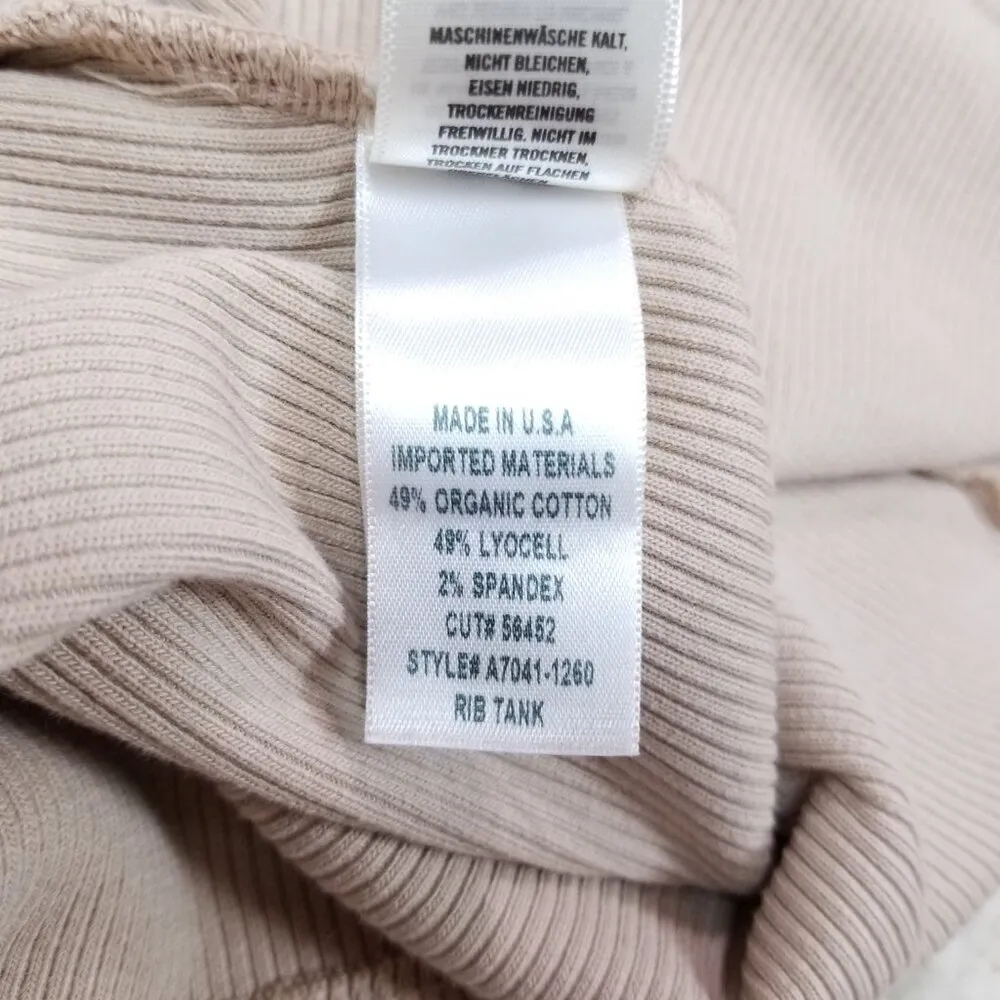 MASCHINENWÄSCHE KALT,
NICHT BLEICHEN,
EISEN NIEDRIG,
TROCKENREINIGUNG
FREIWILLIG. NICHT IM
TROCKNER TROCKNEN,
TROCKEN AUF FLACHEN
MADE IN U.S.A
IMPORTED MATERIALS
49% ORGANIC COTTON
49% LYOCELL
2% SPANDEX
CUT# 56452
STYLE# A7041-1260
RIB TANK